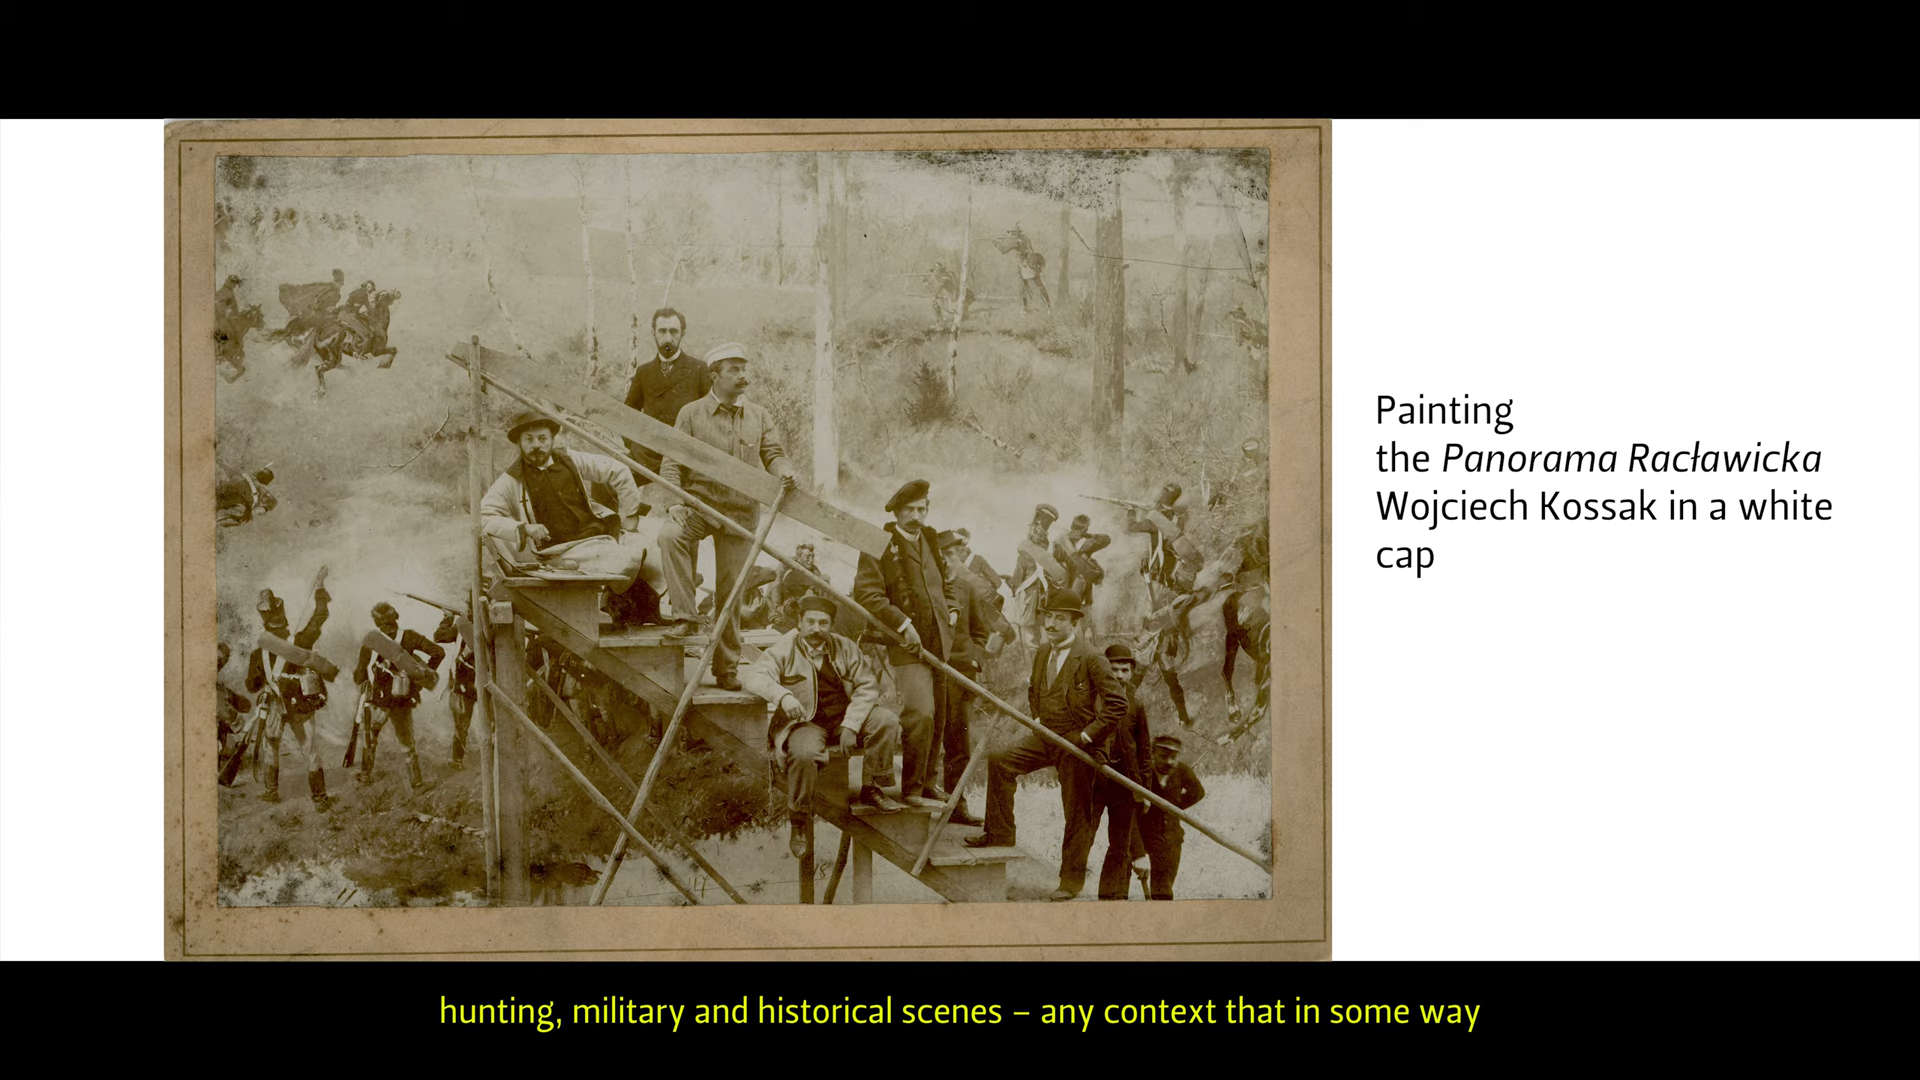 Painting
the Panorama Racławicka
Wojciech Kossak in a white
cap
hunting, military and historical scenes – any context that in some way